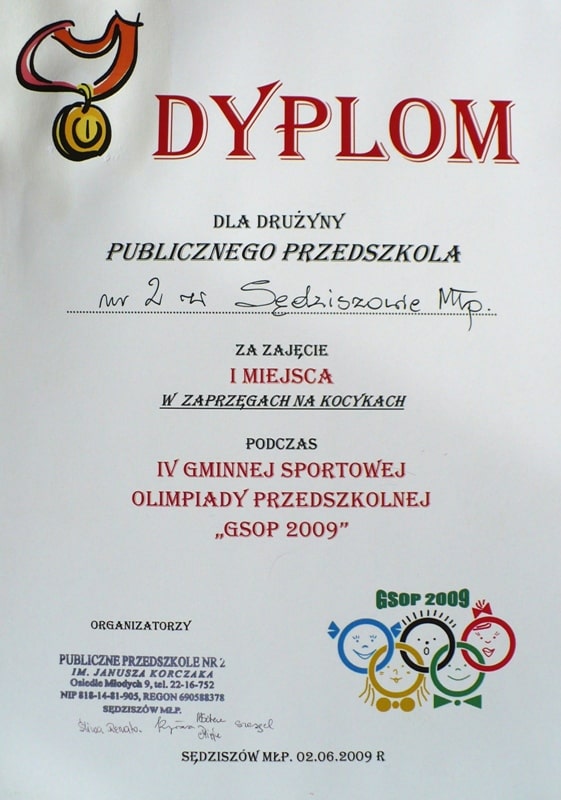 DYPLOM
DLA DRUŻYNY
PUBLICZNEGO PRZEDSZKOLA
nr 2 w Sędziszowie Młp.
ZA ZAJĘCIE
I MIEJSCA
W ZAPRZĘGACH NA KOCYKACH
PODCZAS
IV GMINNEJ SPORTOWEJ
OLIMPIADY PRZEDSZKOLNEJ
„GSOP 2009”
GSOP 2009
ORGANIZATORZY
PUBLICZNE PRZEDSZKOLE NR 2
IM. JANUSZA KORCZAKA
Osiedle Młodych 9, tel. 22-16-752
NIP 818-14-81-905, REGON 690588378
SĘDZISZÓW MŁP.
SĘDZISZÓW MŁP. 02.06.2009 R